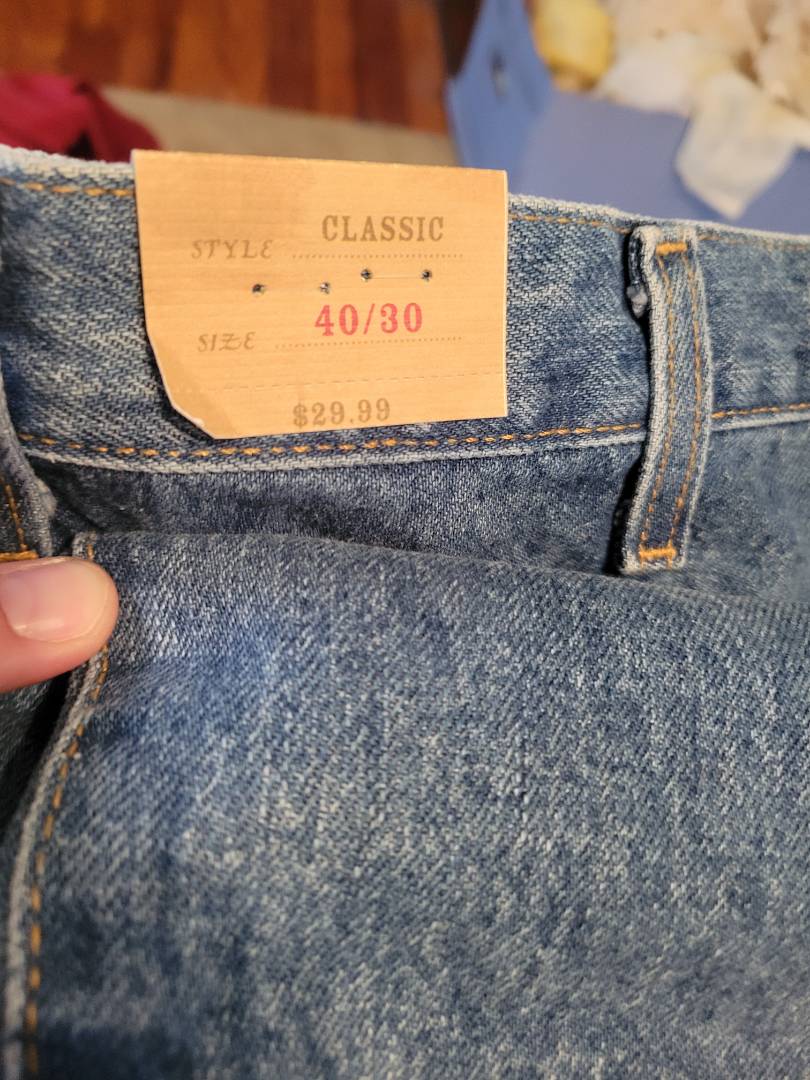 STYLE CLASSIC
SIZE 40/30
$29.99